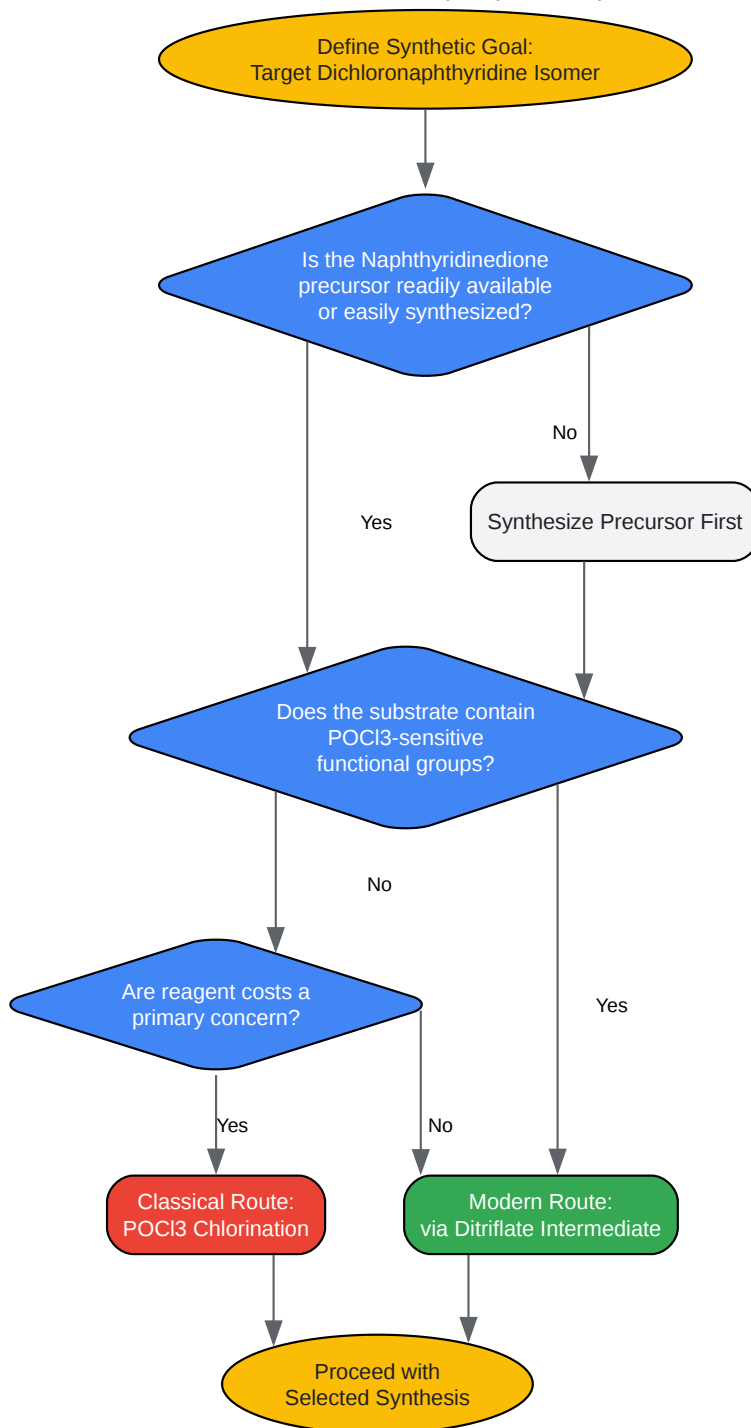 Define Synthetic Goal:
Target Dichloronaphthyridine Isomer
Is the Naphthyridinedione
precursor readily available
or easily synthesized?
No
Synthesize Precursor First
Yes
Does the substrate contain
POCl3-sensitive
functional groups?
No
Are reagent costs a
primary concern?
Yes
Yes
No
Classical Route:
POCl3 Chlorination
Modern Route:
via Ditriflate Intermediate
Proceed with
Selected Synthesis